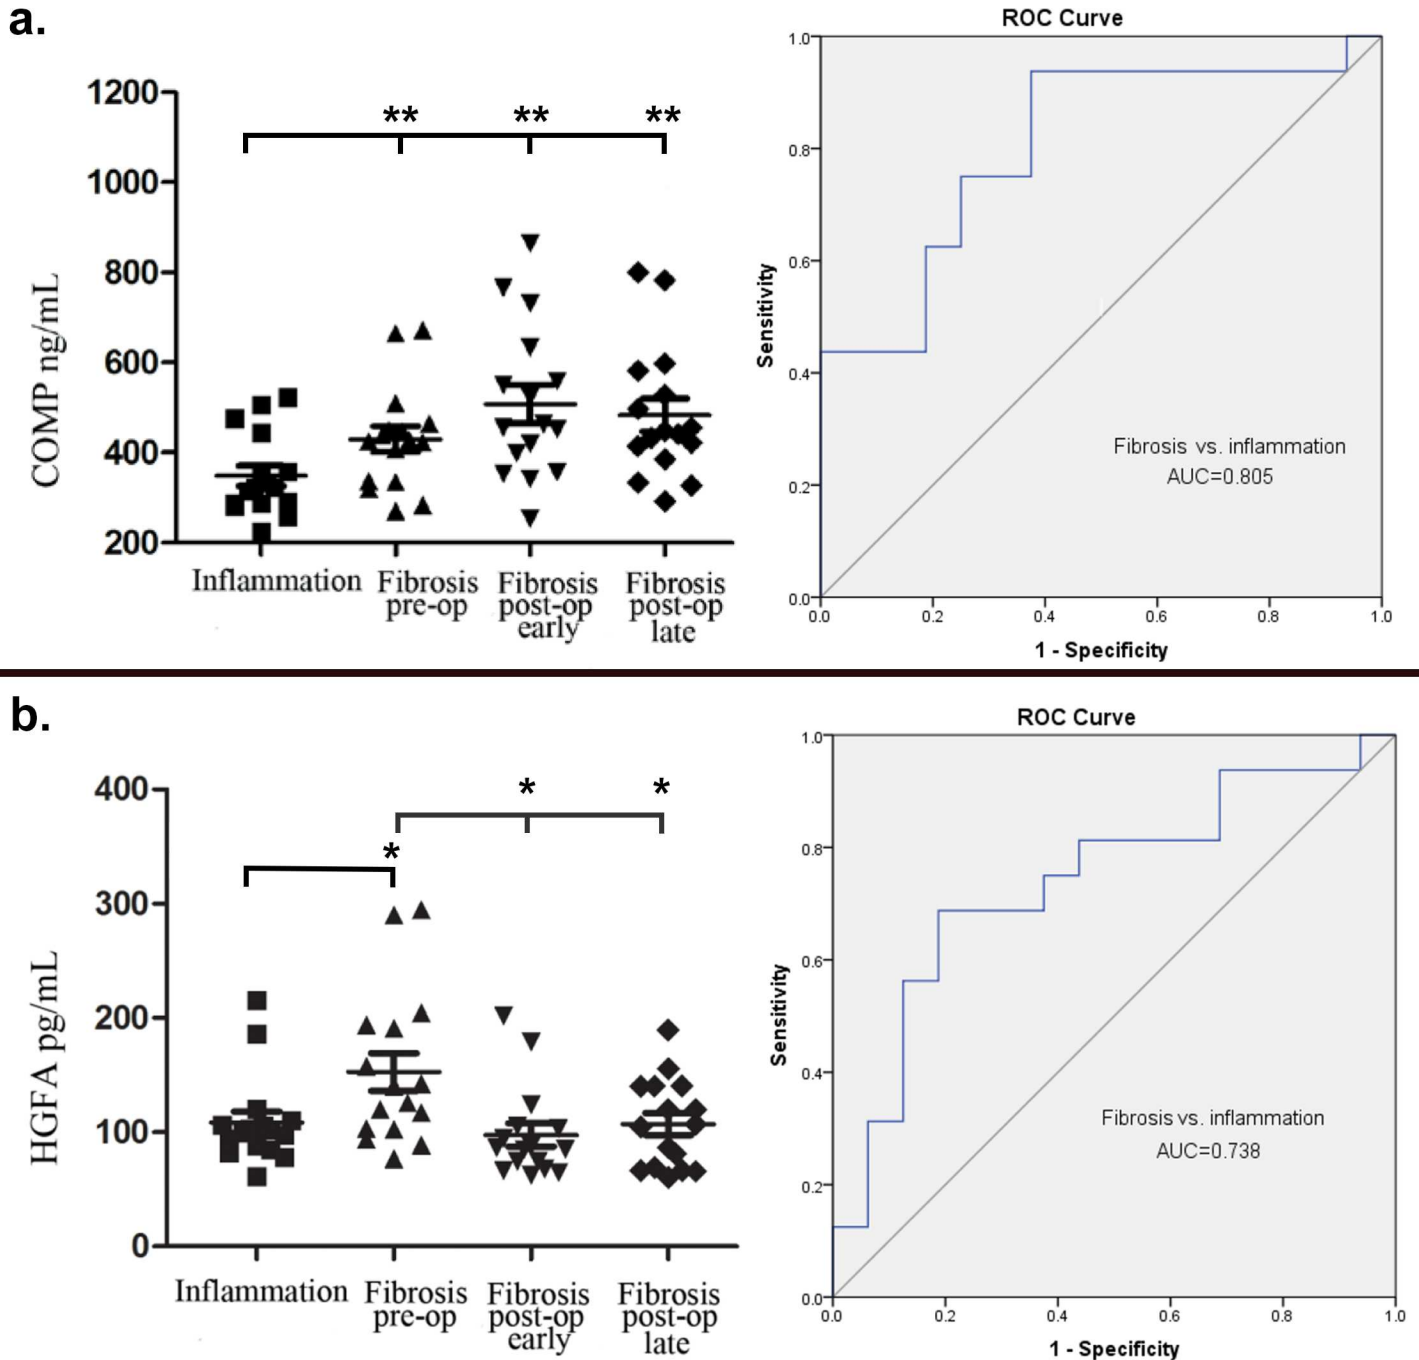 a.
1200
1000
800
600
400
200
COMP ng/mL
** ** **
Inflammation
Fibrosis
pre-op
Fibrosis
post-op
early
Fibrosis
post-op
late
ROC Curve
1.0
0.8
0.6
0.4
0.2
0.0
Sensitivity
Fibrosis vs. inflammation
AUC=0.805
0.0 0.2 0.4 0.6 0.8 1.0
1 - Specificity
b.
400
300
200
100
0
HGFA pg/mL
* *
*
Inflammation
Fibrosis
pre-op
Fibrosis
post-op
early
Fibrosis
post-op
late
ROC Curve
1.0
0.8
0.6
0.4
0.2
0.0
Sensitivity
Fibrosis vs. inflammation
AUC=0.738
0.0 0.2 0.4 0.6 0.8 1.0
1 - Specificity